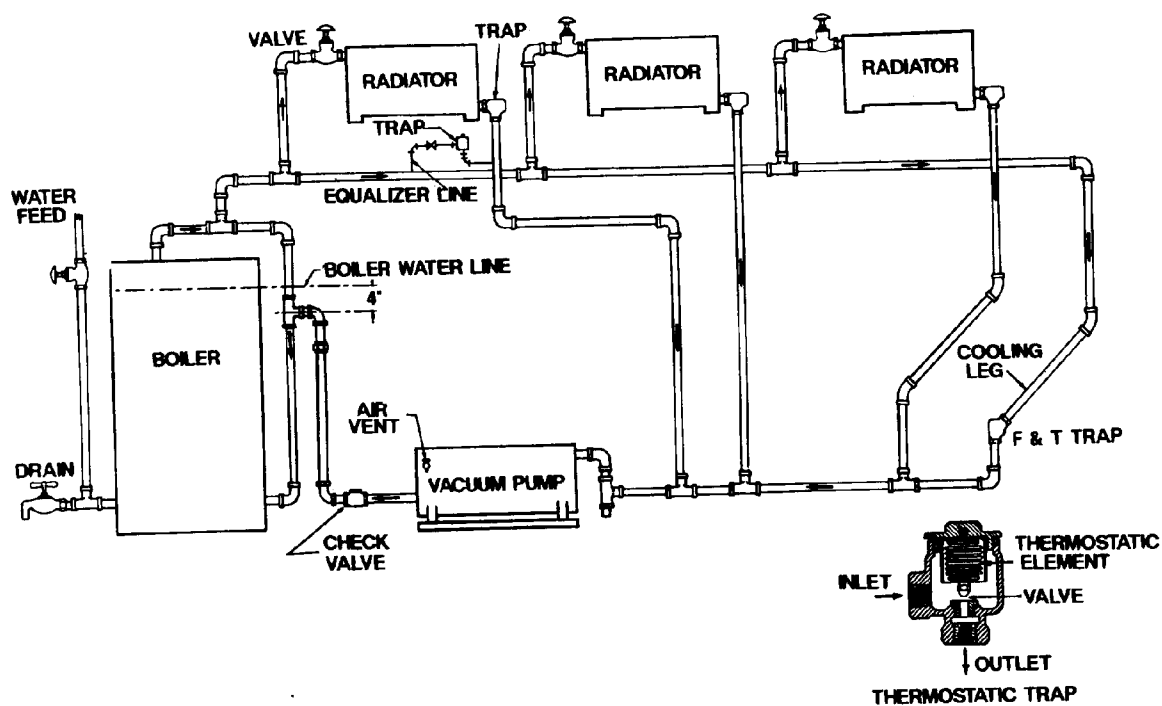 VALVE
TRAP
RADIATOR
RADIATOR
RADIATOR
TRAP
EQUALIZER LINE
WATER
FEED
BOILER WATER LINE
4"
BOILER
COOLING
LEG
AIR
VENT
F & T TRAP
DRAIN
VACUUM PUMP
CHECK
VALVE
THERMOSTATIC
ELEMENT
INLET
VALVE
OUTLET
THERMOSTATIC TRAP